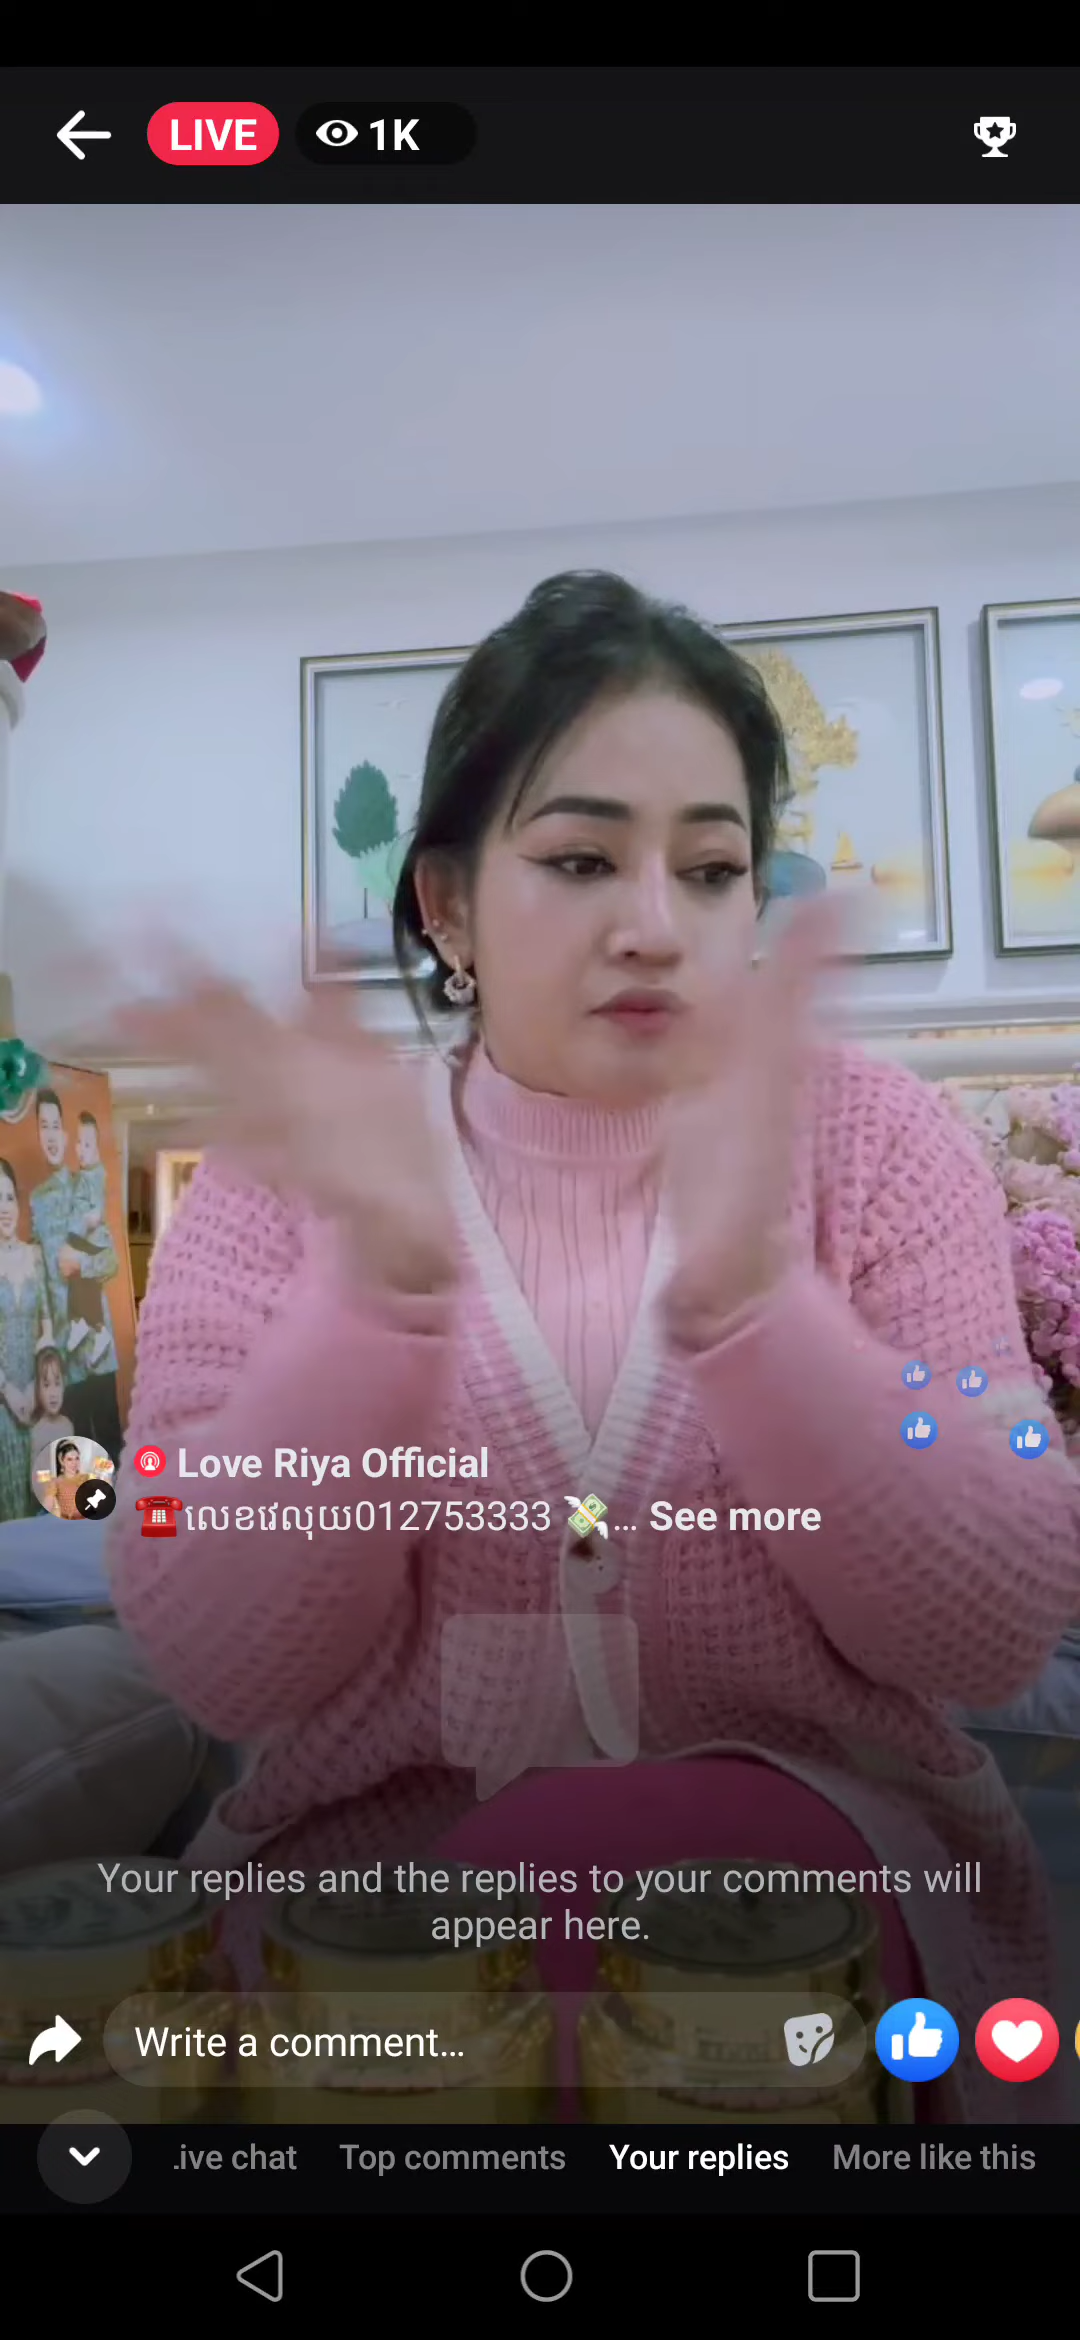 LIVE 1K
Love Riya Official
☎️លេខវេលុយ012753333 💸... See more
Your replies and the replies to your comments will
appear here.
Write a comment...
.ive chat Top comments Your replies More like this